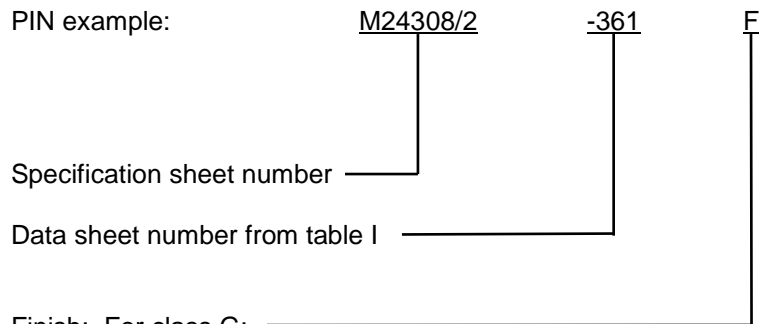 PIN example: M24308/2 -361 F
Specification sheet number
Data sheet number from table I
Finish: For class G: